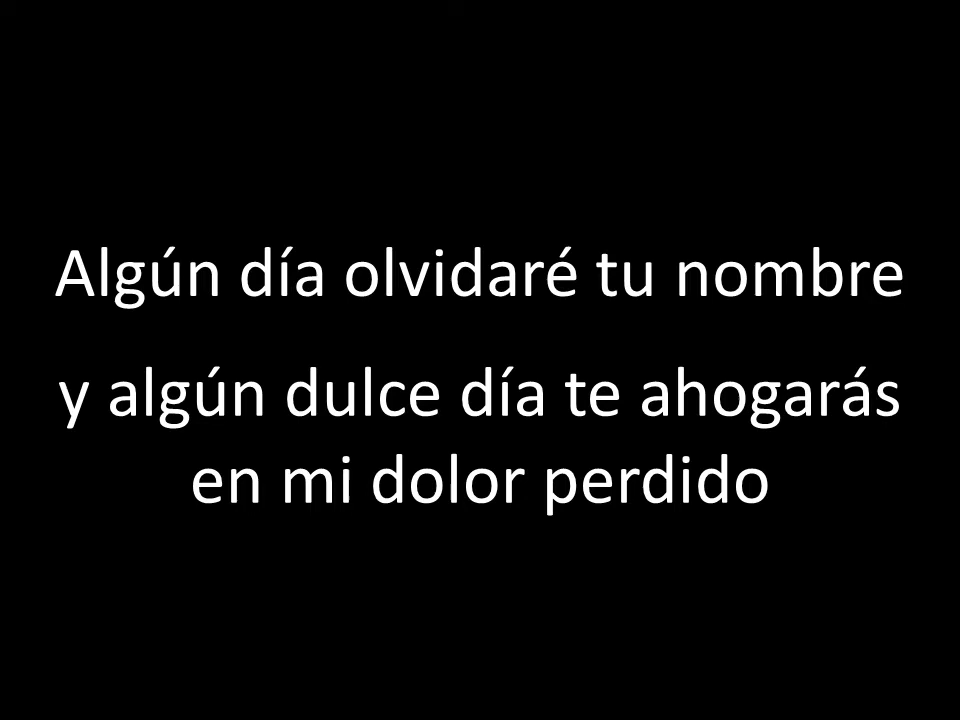 Algún día olvidaré tu nombre
y algún dulce día te ahogarás
en mi dolor perdido